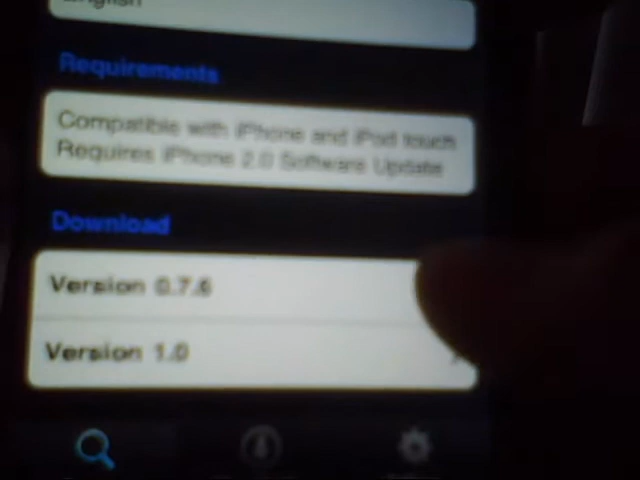 English
Requirements
Compatible with iPhone and iPod touch
Requires iPhone 2.0 Software Update
Download
Version 0.7.6
Version 1.0